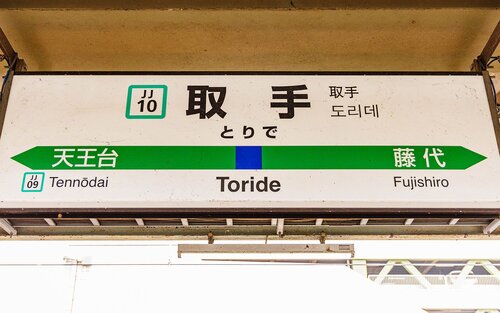 JJ
10
取手
とりで
取手
도리데
天王台
藤代
JJ
09
Tennōdai
Toride
Fujishiro